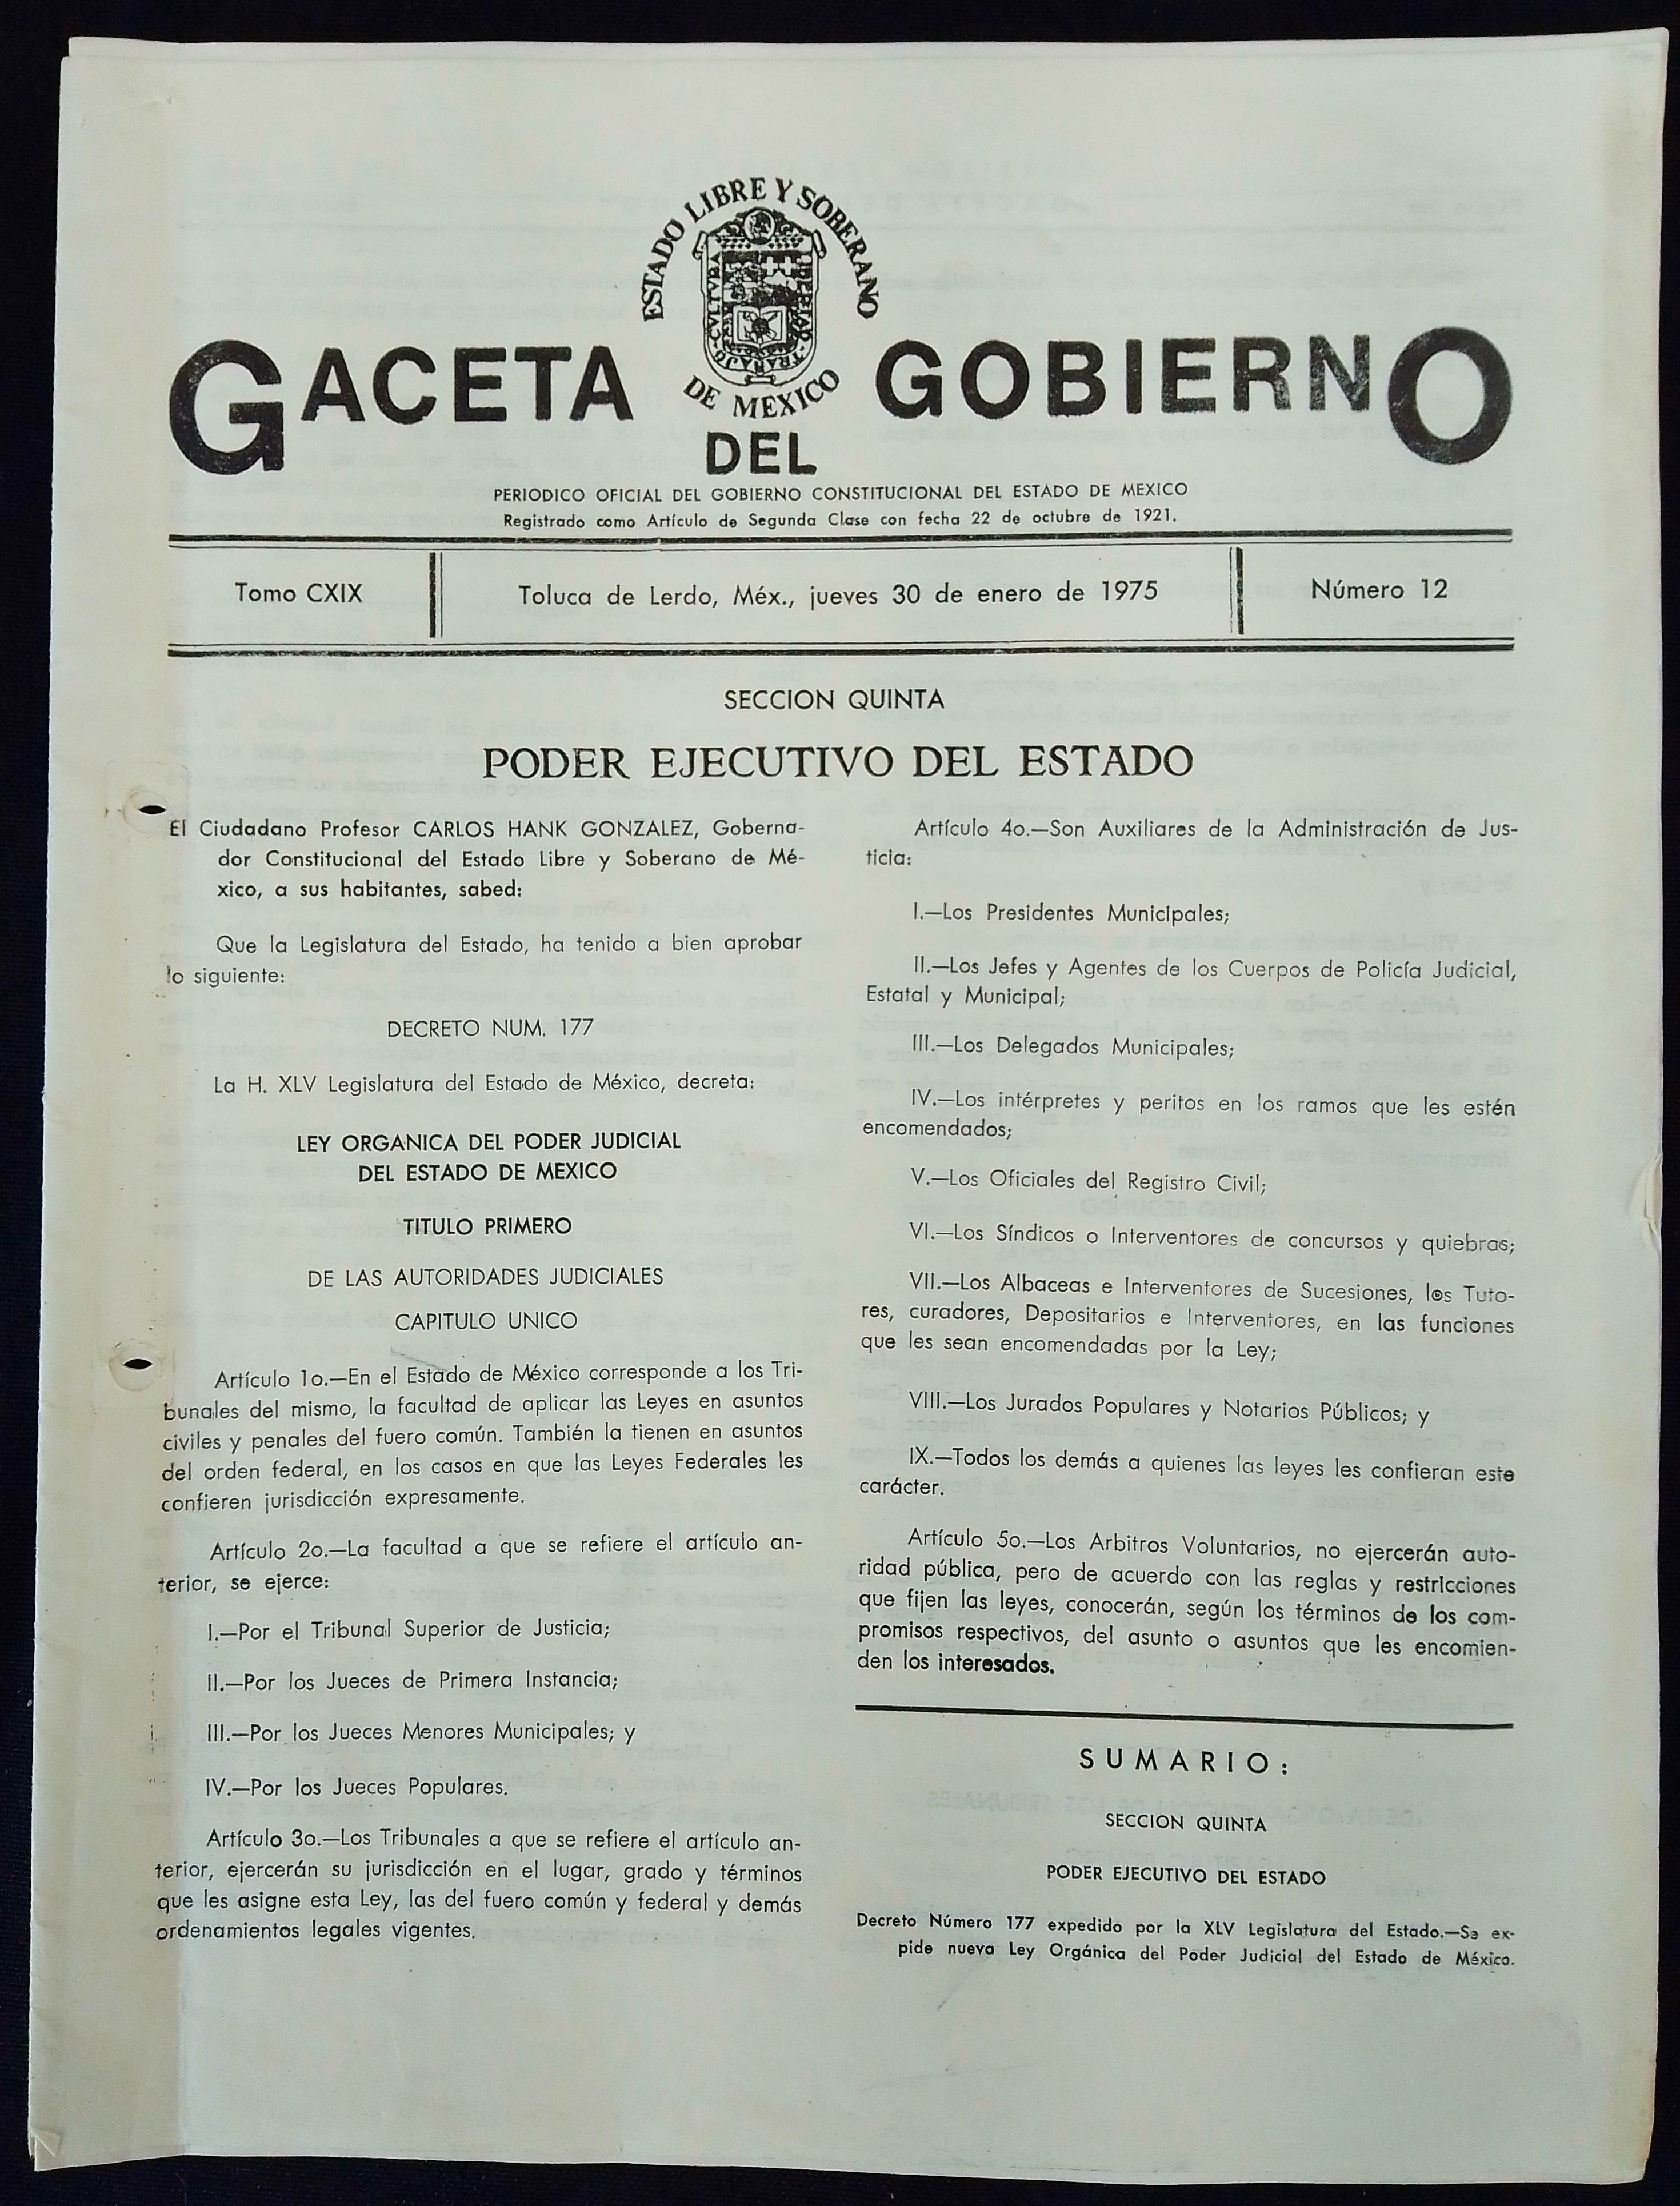 ESTADO LIBRE Y SOBERANO
CVLTVRA
LIBERTAD
TRABAJO
DE MEXICO
GACETA DEL GOBIERNO
PERIODICO OFICIAL DEL GOBIERNO CONSTITUCIONAL DEL ESTADO DE MEXICO
Registrado como Artículo de Segunda Clase con fecha 22 de octubre de 1921.
Tomo CXIX
Toluca de Lerdo, Méx., jueves 30 de enero de 1975
Número 12
SECCION QUINTA
PODER EJECUTIVO DEL ESTADO
El Ciudadano Profesor CARLOS HANK GONZALEZ, Goberna-
dor Constitucional del Estado Libre y Soberano de Mé-
xico, a sus habitantes, sabed:
Que la Legislatura del Estado, ha tenido a bien aprobar
lo siguiente:
DECRETO NUM. 177
La H. XLV Legislatura del Estado de México, decreta:
LEY ORGANICA DEL PODER JUDICIAL
DEL ESTADO DE MEXICO
TITULO PRIMERO
DE LAS AUTORIDADES JUDICIALES
CAPITULO UNICO
Artículo 1o.—En el Estado de México corresponde a los Tri-
bunales del mismo, la facultad de aplicar las Leyes en asuntos
civiles y penales del fuero común. También la tienen en asuntos
del orden federal, en los casos en que las Leyes Federales les
confieren jurisdicción expresamente.
Artículo 2o.—La facultad a que se refiere el artículo an-
terior, se ejerce:
I.—Por el Tribunal Superior de Justicia;
II.—Por los Jueces de Primera Instancia;
III.—Por los Jueces Menores Municipales; y
IV.—Por los Jueces Populares.
Artículo 3o.—Los Tribunales a que se refiere el artículo an-
terior, ejercerán su jurisdicción en el lugar, grado y términos
que les asigne esta Ley, las del fuero común y federal y demás
ordenamientos legales vigentes.
Artículo 4o.—Son Auxiliares de la Administración de Jus-
ticia:
I.—Los Presidentes Municipales;
II.—Los Jefes y Agentes de los Cuerpos de Policía Judicial,
Estatal y Municipal;
III.—Los Delegados Municipales;
IV.—Los intérpretes y peritos en los ramos que les estén
encomendados;
V.—Los Oficiales del Registro Civil;
VI.—Los Síndicos o Interventores de concursos y quiebras;
VII.—Los Albaceas e Interventores de Sucesiones, los Tuto-
res, curadores, Depositarios e Interventores, en las funciones
que les sean encomendadas por la Ley;
VIII.—Los Jurados Populares y Notarios Públicos; y
IX.—Todos los demás a quienes las leyes les confieran este
carácter.
Artículo 5o.—Los Arbitros Voluntarios, no ejercerán auto-
ridad pública, pero de acuerdo con las reglas y restricciones
que fijen las leyes, conocerán, según los términos de los com-
promisos respectivos, del asunto o asuntos que les encomien-
den los interesados.
SUMARIO:
SECCION QUINTA
PODER EJECUTIVO DEL ESTADO
Decreto Número 177 expedido por la XLV Legislatura del Estado.—Se ex-
pide nueva Ley Orgánica del Poder Judicial del Estado de México.